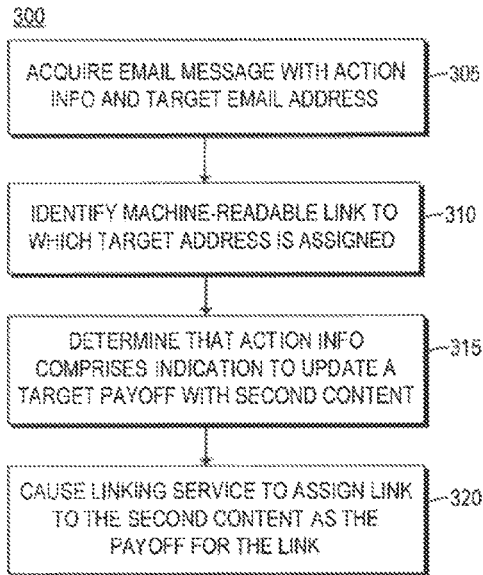 300
ACQUIRE EMAIL MESSAGE WITH ACTION
INFO AND TARGET EMAIL ADDRESS
305
IDENTIFY MACHINE-READABLE LINK TO
WHICH TARGET ADDRESS IS ASSIGNED
310
DETERMINE THAT ACTION INFO
COMPRISES INDICATION TO UPDATE A
TARGET PAYOFF WITH SECOND CONTENT
315
CAUSE LINKING SERVICE TO ASSIGN LINK
TO THE SECOND CONTENT AS THE
PAYOFF FOR THE LINK
320